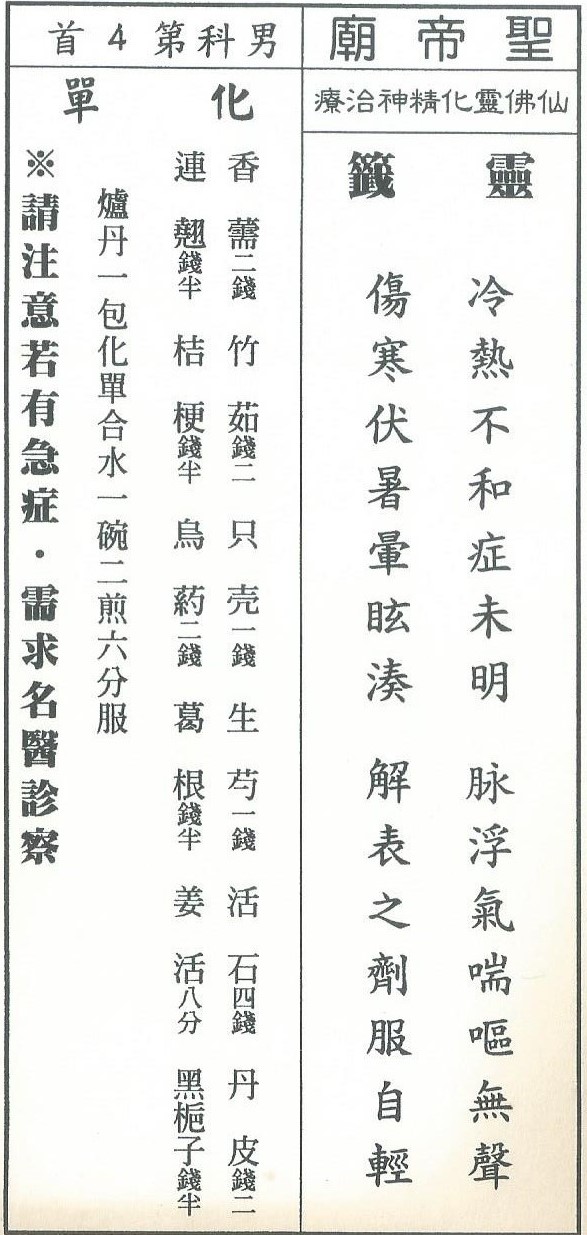 聖帝廟
男科第4首
仙佛靈化精神治療
靈籤
冷熱不和症未明 脉浮氣喘嘔無聲
傷寒伏暑暈眩湊 解表之劑服自輕
化單
香薷二錢 竹茹錢二 只壳一錢 生芍一錢 活石四錢 丹皮錢二
連翹錢半 桔梗錢半 烏葯二錢 葛根錢半 姜活八分 黑梔子錢半
爐丹一包化單合水一碗二煎六分服
※請注意若有急症・需求名醫診察